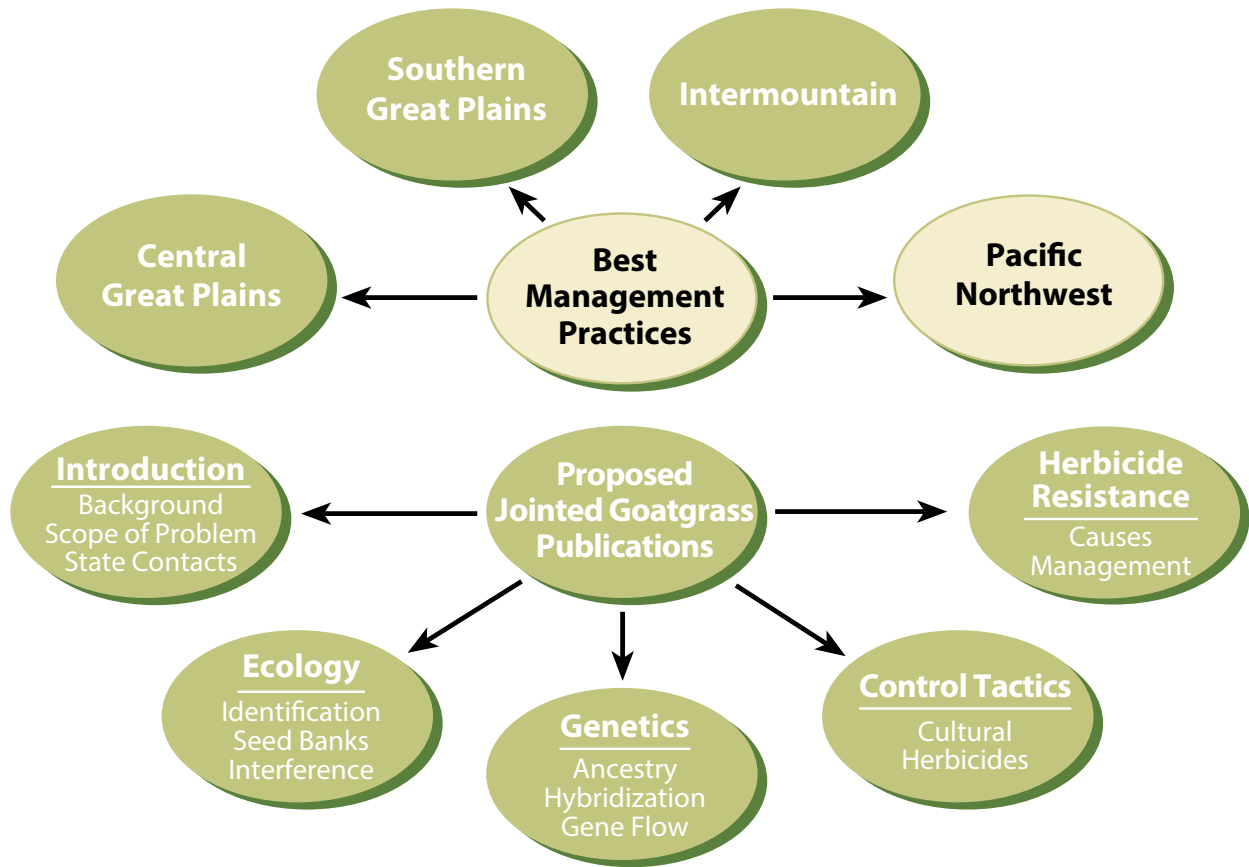 Southern
Great Plains
Intermountain
Central
Great Plains
Best
Management
Practices
Pacific
Northwest
Introduction
Background
Scope of Problem
State Contacts
Proposed
Jointed Goatgrass
Publications
Herbicide
Resistance
Causes
Management
Ecology
Identification
Seed Banks
Interference
Genetics
Ancestry
Hybridization
Gene Flow
Control Tactics
Cultural
Herbicides